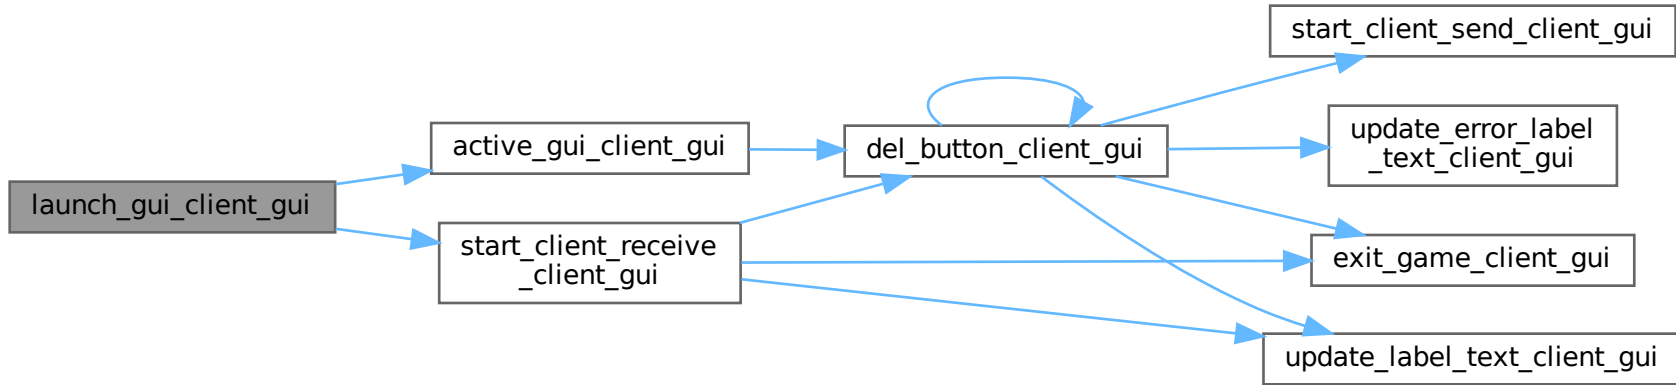 launch_gui_client_gui
active_gui_client_gui
start_client_receive
_client_gui
del_button_client_gui
start_client_send_client_gui
update_error_label
_text_client_gui
exit_game_client_gui
update_label_text_client_gui